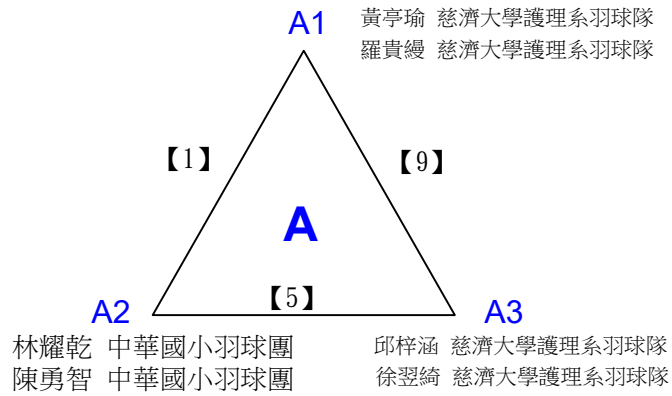 A1
黃亭瑜 慈濟大學護理系羽球隊
羅貴縵 慈濟大學護理系羽球隊
【1】
【9】
A
【5】
A2
A3
林耀乾 中華國小羽球團
陳勇智 中華國小羽球團
邱梓涵 慈濟大學護理系羽球隊
徐翌綺 慈濟大學護理系羽球隊